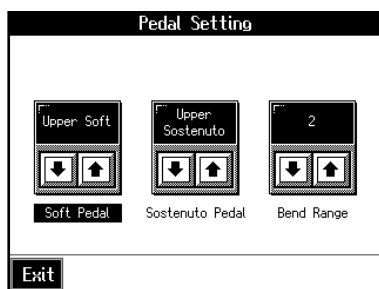 Pedal Setting
Upper Soft
Upper
Sostenuto
2
Soft Pedal
Sostenuto Pedal
Bend Range
Exit